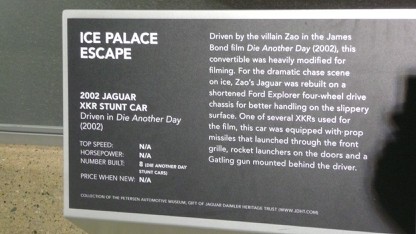 ICE PALACE
ESCAPE
2002 JAGUAR
XKR STUNT CAR
Driven in Die Another Day
(2002)
TOP SPEED: N/A
HORSEPOWER: N/A
NUMBER BUILT: 8 (DIE ANOTHER DAY
STUNT CARS)
PRICE WHEN NEW: N/A
Driven by the villain Zao in the James
Bond film Die Another Day (2002), this
convertible was heavily modified for
filming. For the dramatic chase scene
on ice, Zao's Jaguar was rebuilt on a
shortened Ford Explorer four-wheel drive
chassis for better handling on the slippery
surface. One of several XKRs used for
the film, this car was equipped with prop
missiles that launched through the front
grille, rocket launchers on the doors and a
Gatling gun mounted behind the driver.
COLLECTION OF THE PETERSEN AUTOMOTIVE MUSEUM, GIFT OF JAGUAR DAIMLER HERITAGE TRUST